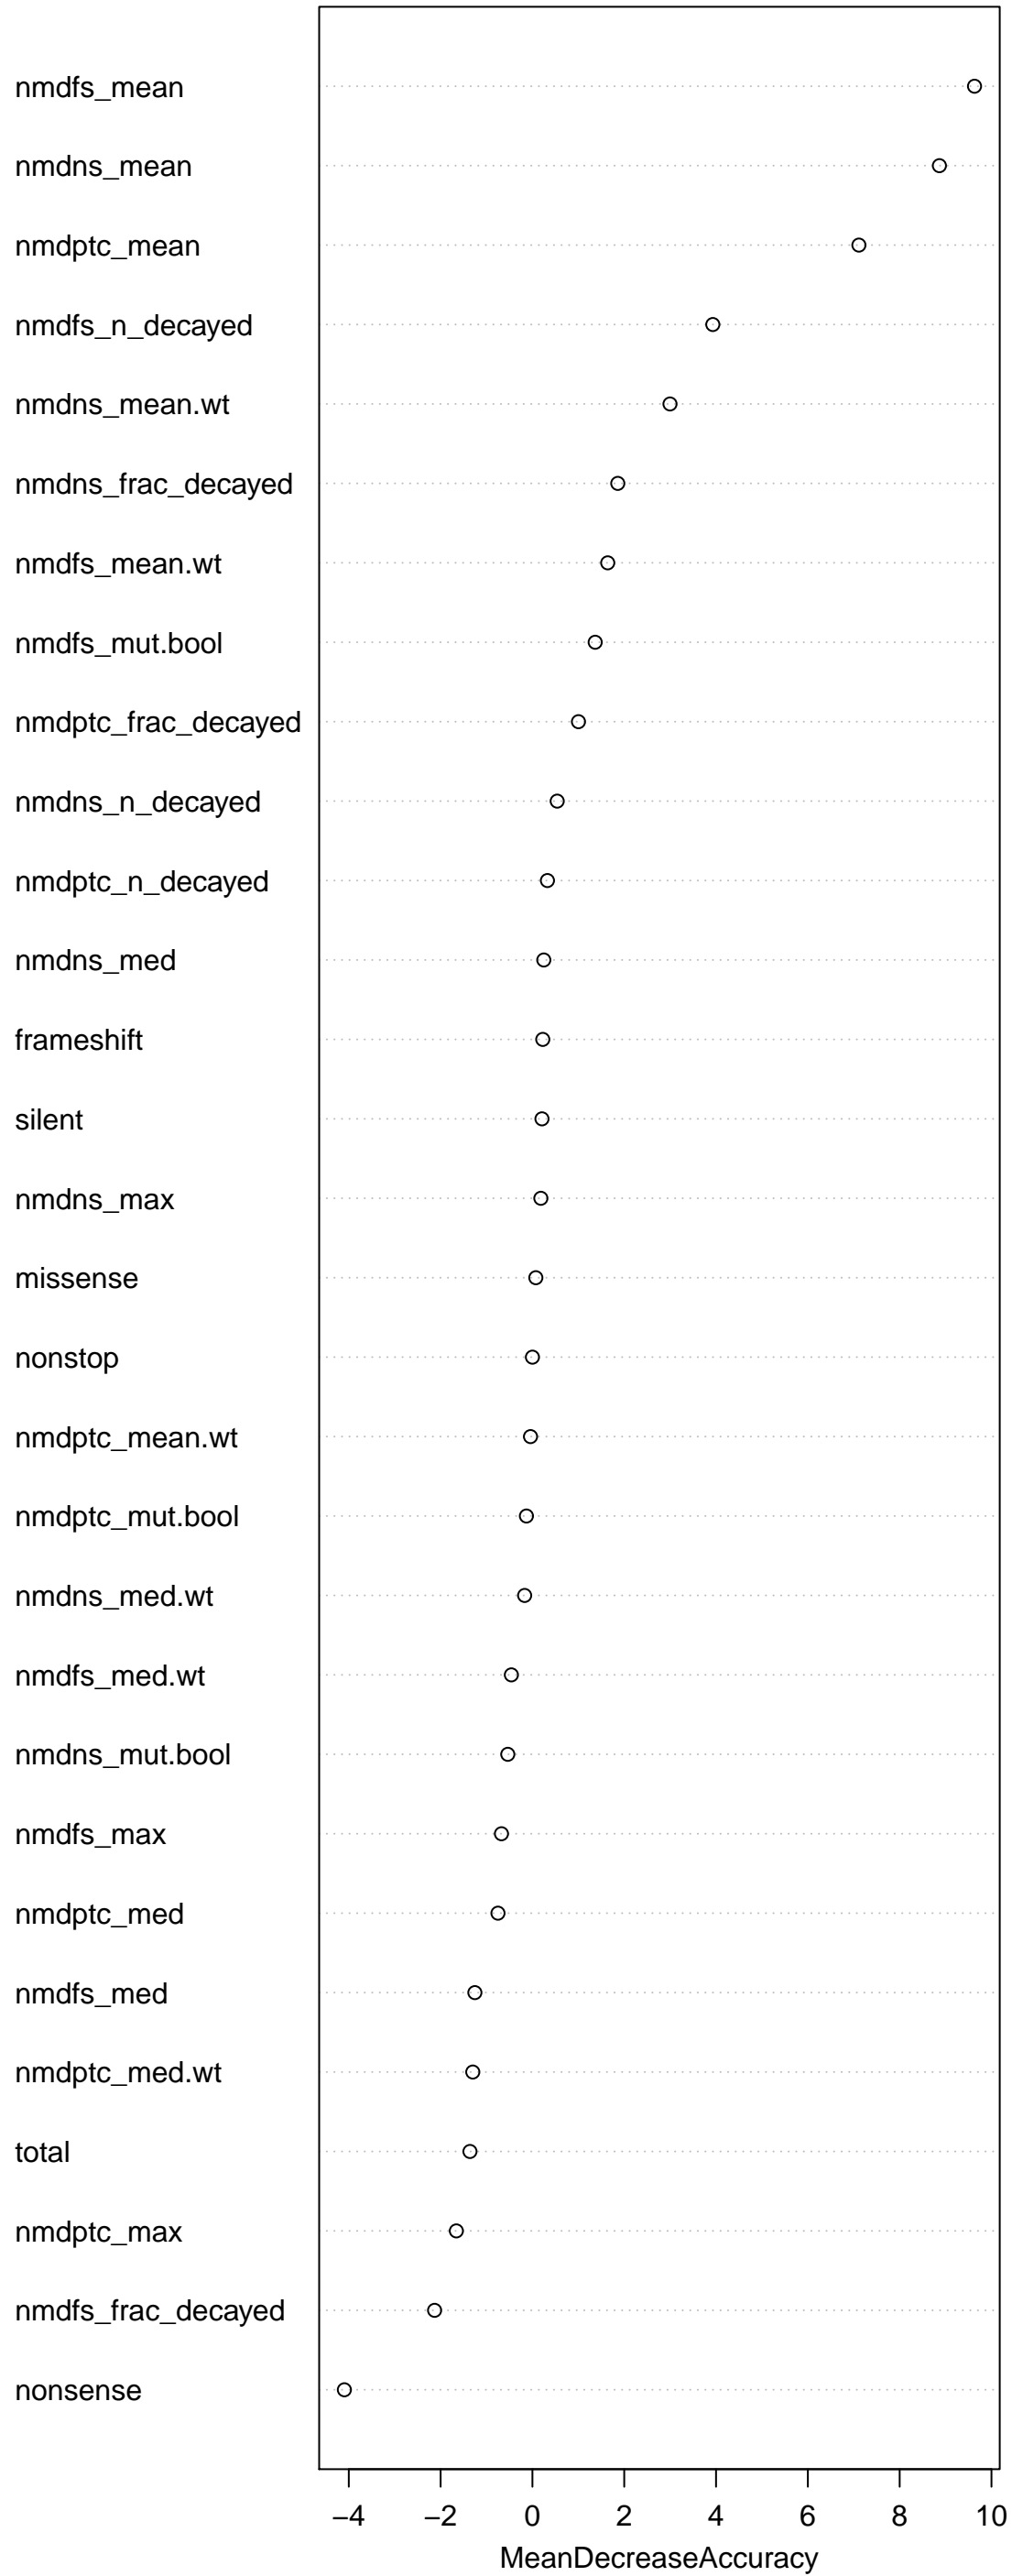 nmdfs_mean
nmdns_mean
nmdptc_mean
nmdfs_n_decayed
nmdns_mean.wt
nmdns_frac_decayed
nmdfs_mean.wt
nmdfs_mut.bool
nmdptc_frac_decayed
nmdns_n_decayed
nmdptc_n_decayed
nmdns_med
frameshift
silent
nmdns_max
missense
nonstop
nmdptc_mean.wt
nmdptc_mut.bool
nmdns_med.wt
nmdfs_med.wt
nmdns_mut.bool
nmdfs_max
nmdptc_med
nmdfs_med
nmdptc_med.wt
total
nmdptc_max
nmdfs_frac_decayed
nonsense
−4 −2 0 2 4 6 8 10
MeanDecreaseAccuracy